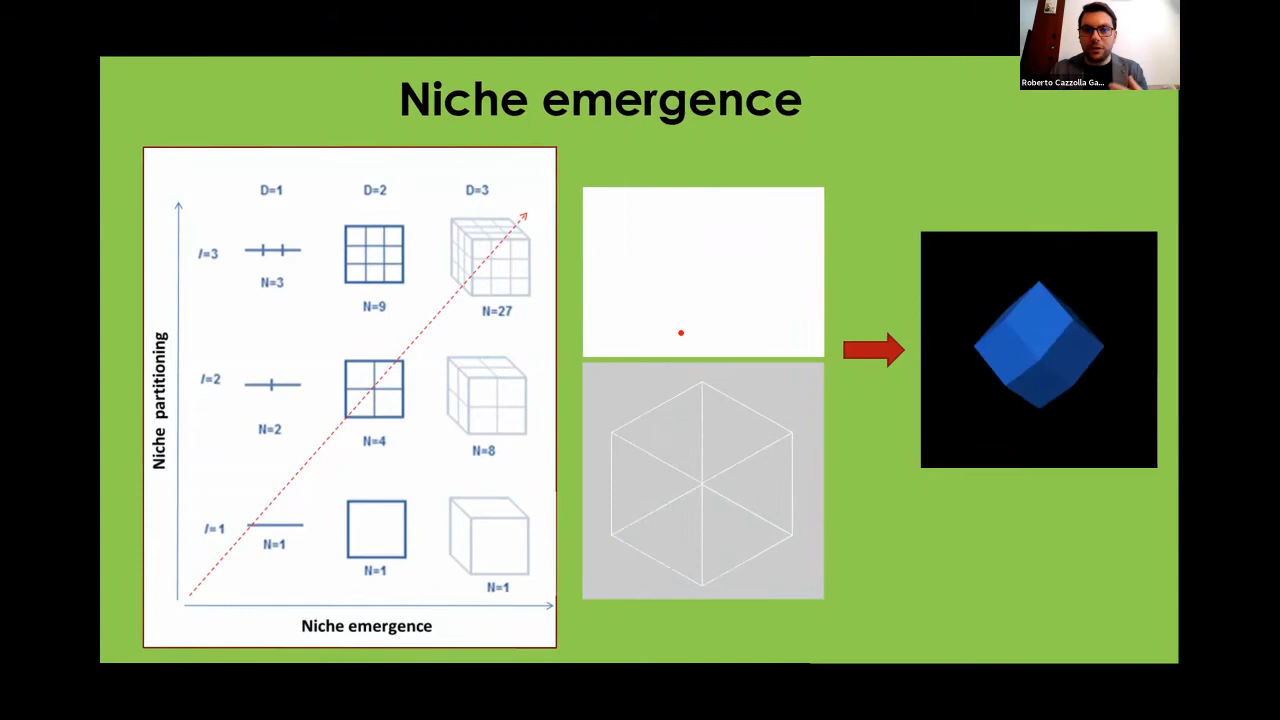 Roberto Cazzolla Ga...
Niche emergence
D=1 D=2 D=3
l=3
N=3
N=9
N=27
l=2
N=2
N=4
N=8
l=1
N=1
N=1
N=1
Niche partitioning
Niche emergence